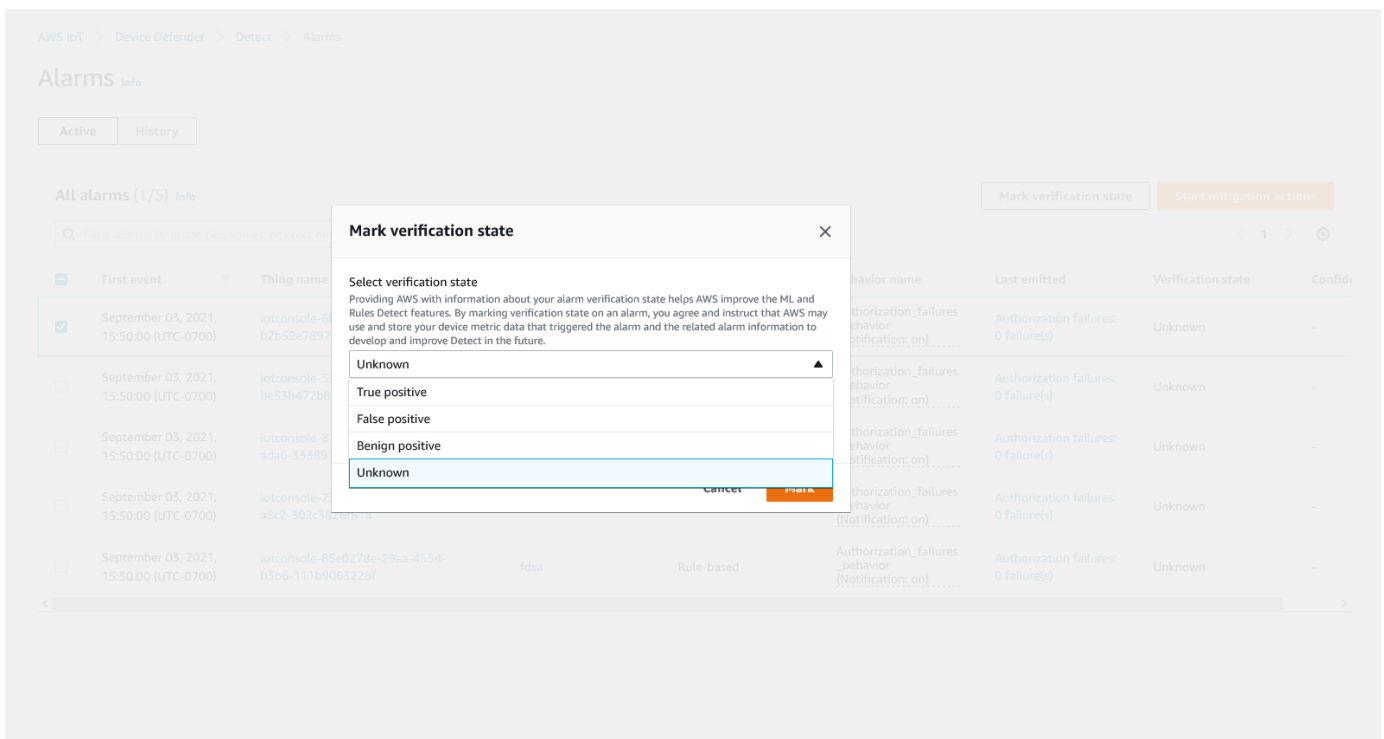 AWS IoT > Device Defender > Detect > Alarms
Alarms Info
Active History
All alarms (1/5) Info
Mark verification state Start mitigation actions
1
Mark verification state
First event Thing name
Last emitted Verification state
Select verification state
Providing AWS with information about your alarm verification state helps AWS improve the ML and
Rules Detect features. By marking verification state on an alarm, you agree and instruct that AWS may
use and store your device metric data that triggered the alarm and the related alarm information to
develop and improve Detect in the future.
Unknown
True positive
False positive
Benign positive
Unknown
Cancel Mark
September 03, 2021,
15:50:00 (UTC-0700)
Authorization failures:
0 failure(s)
Unknown
-
September 03, 2021,
15:50:00 (UTC-0700)
Authorization failures:
0 failure(s)
Unknown
-
September 03, 2021,
15:50:00 (UTC-0700)
Authorization failures:
0 failure(s)
Unknown
-
September 03, 2021,
15:50:00 (UTC-0700)
(Notification: on)
Authorization failures:
0 failure(s)
Unknown
-
September 03, 2021,
15:50:00 (UTC-0700)
iotconsole-85e0278e-29aa-4554-
b3b6-111b9063228f
fdsa
Rule-based
Authorization_failures
_behavior
(Notification: on)
Authorization failures:
0 failure(s)
Unknown
-